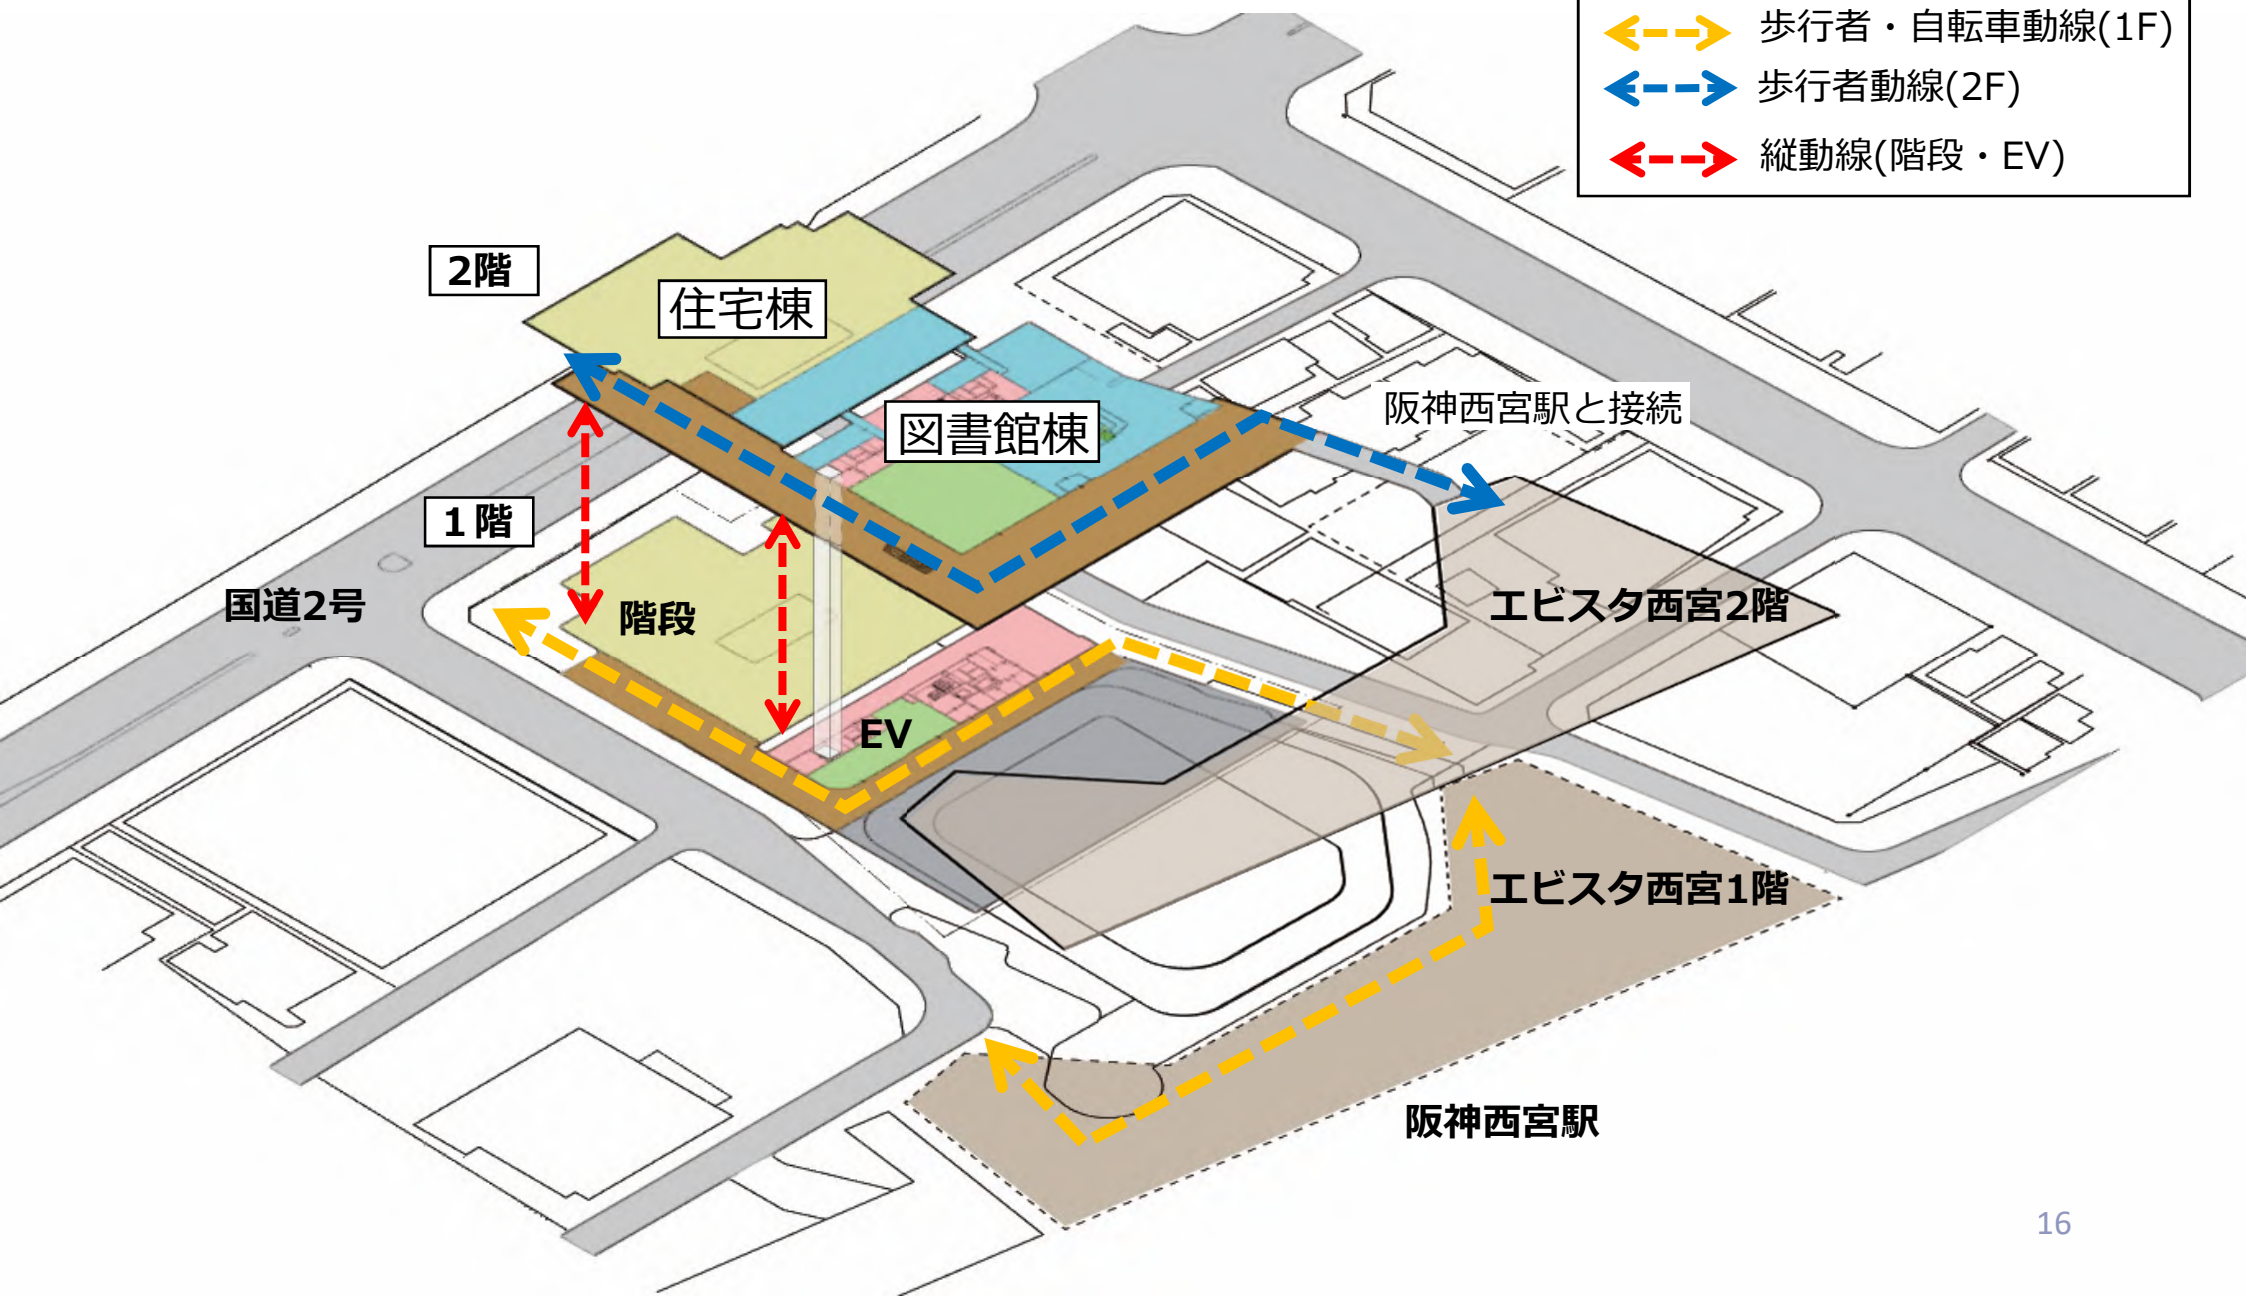 歩行者・自転車動線(1F)
歩行者動線(2F)
縦動線(階段・EV)
2階
住宅棟
阪神西宮駅と接続
図書館棟
1階
国道2号
階段
エビスタ西宮2階
EV
エビスタ西宮1階
阪神西宮駅
16